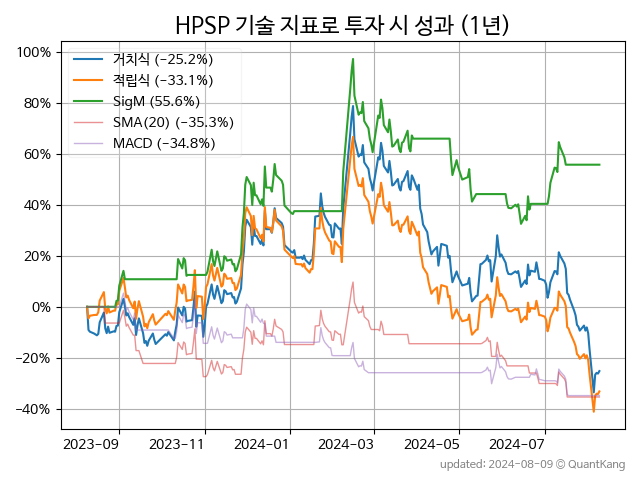 HPSP 기술 지표로 투자 시 성과 (1년)
거치식 (-25.2%)
적립식 (-33.1%)
SigM (55.6%)
SMA(20) (-35.3%)
MACD (-34.8%)
100%
80%
60%
40%
20%
0%
-20%
-40%
2023-09
2023-11
2024-01
2024-03
2024-05
2024-07
updated: 2024-08-09 © QuantKang